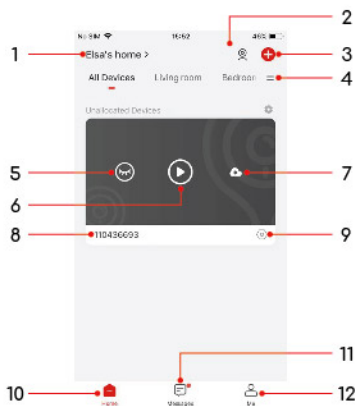 2
No SIM 15:52 46%
1 Elsa's home > 3
All Devices Living room Bedroom 4
Unallocated Devices
5 7
6
8 110436693 9
11
10 12
Home Message Me